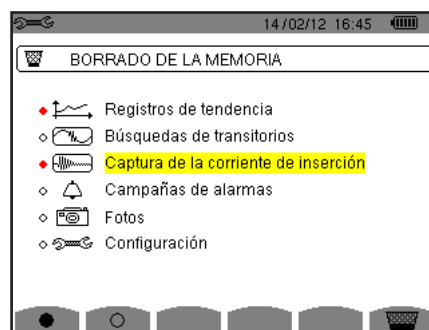 14/02/12 16:45
BORRADO DE LA MEMORIA
Registros de tendencia
Búsquedas de transitorios
Captura de la corriente de inserción
Campañas de alarmas
Fotos
Configuración